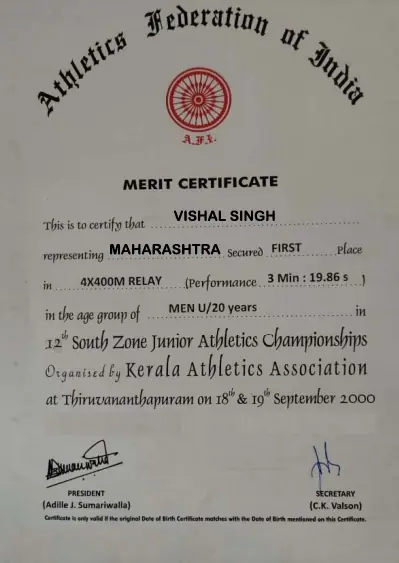 Athletics Federation of India
A.F.I.
MERIT CERTIFICATE
This is to certify that VISHAL SINGH
representing MAHARASHTRA Secured FIRST Place
in 4X400M RELAY (Performance 3 Min : 19.86 s )
in the age group of MEN U/20 years in
12th South Zone Junior Athletics Championships
Organised by Kerala Athletics Association
at Thiruvananthapuram on 18th & 19th September 2000
PRESIDENT
(Adille J. Sumariwalla)
SECRETARY
(C.K. Valson)
Certificate is only valid if the original Date of Birth Certificate matches with the Date of Birth mentioned on this Certificate.